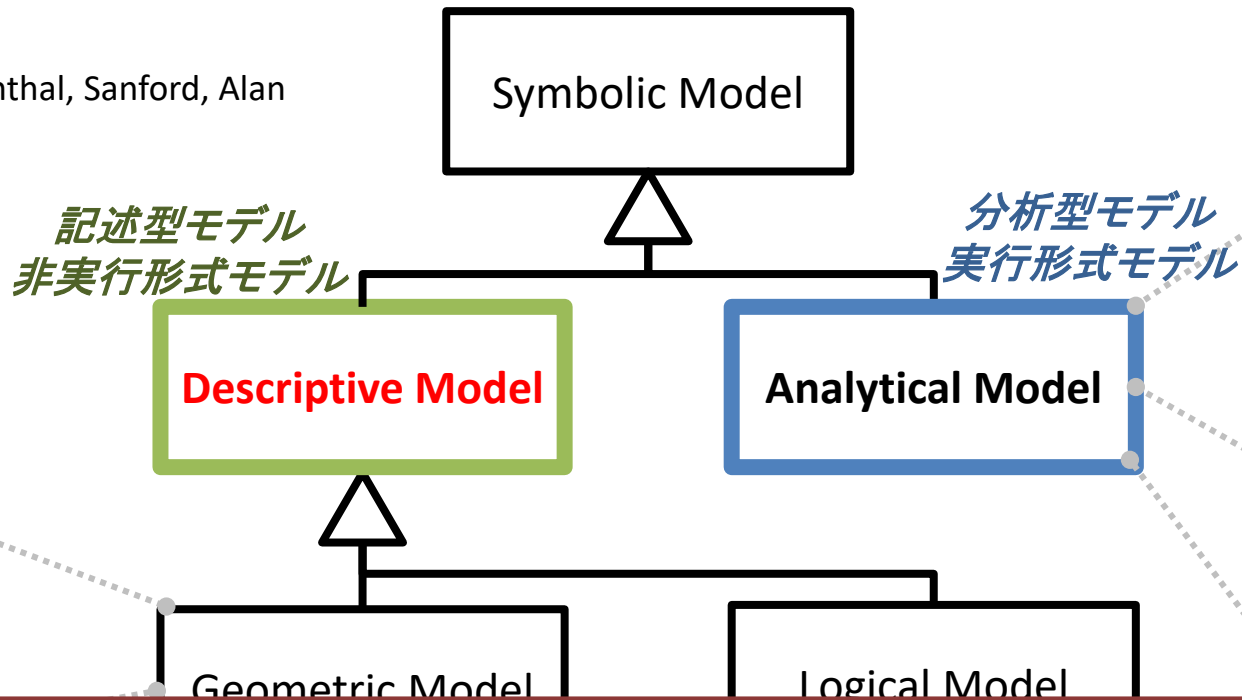 Symbolic Model
Sanford, Alan
記述型モデル
非実行形式モデル
分析型モデル
実行形式モデル
Descriptive Model
Analytical Model
Geometric Model
Logical Model